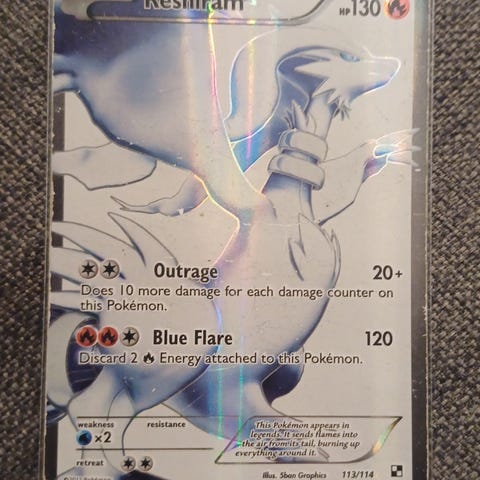 Reshiram HP130
Outrage 20+
Does 10 more damage for each damage counter on
this Pokémon.
Blue Flare 120
Discard 2 Energy attached to this Pokémon.
weakness resistance
×2
This Pokémon appears in
legends. It sends flames into
the air from its tail, burning up
everything around it.
retreat
Illus. 5ban Graphics 113/114